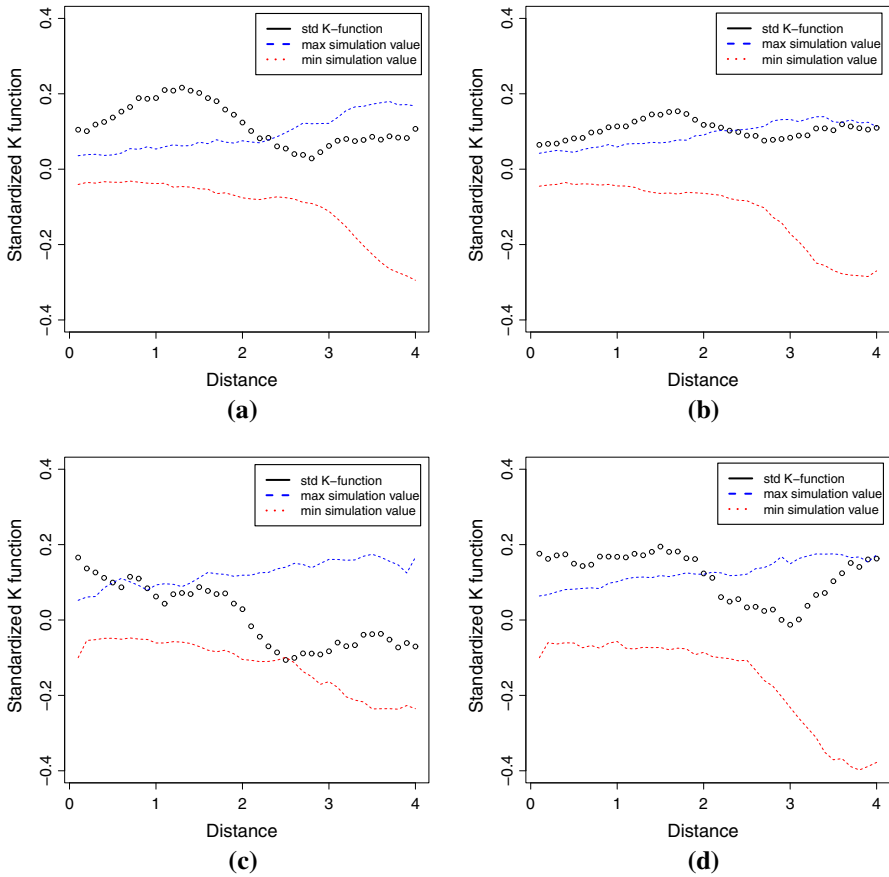 std K−function
max simulation value
min simulation value
Standardized K function
0.4
0.2
0.0
−0.2
−0.4
0 1 2 3 4
Distance
(a)
std K−function
max simulation value
min simulation value
Standardized K function
0.4
0.2
0.0
−0.2
−0.4
0 1 2 3 4
Distance
(b)
std K−function
max simulation value
min simulation value
Standardized K function
0.4
0.2
0.0
−0.2
−0.4
0 1 2 3 4
Distance
(c)
std K−function
max simulation value
min simulation value
Standardized K function
0.4
0.2
0.0
−0.2
−0.4
0 1 2 3 4
Distance
(d)